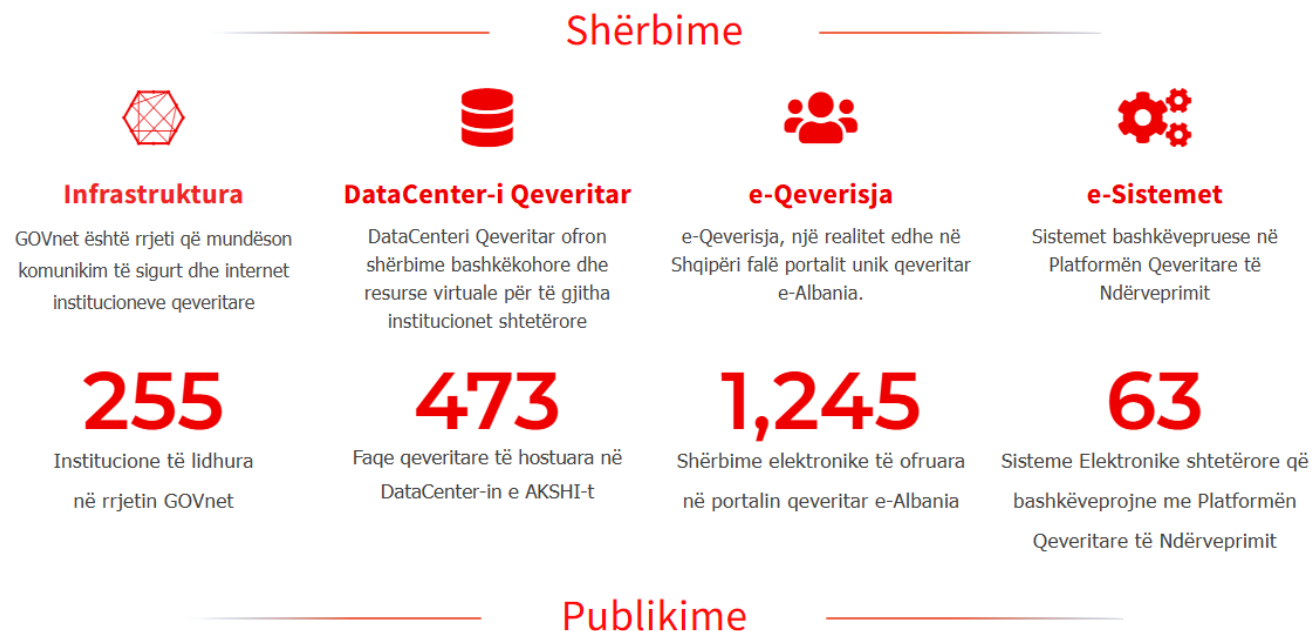 Shërbime
Infrastruktura
GOVnet është rrjeti që mundëson
komunikim të sigurt dhe internet
institucioneve qeveritare
255
Institucione të lidhura
në rrjetin GOVnet
DataCenter-i Qeveritar
DataCenteri Qeveritar ofron
shërbime bashkëkohore dhe
resurse virtuale për të gjitha
institucionet shtetërore
473
Faqe qeveritare të hostuara në
DataCenter-in e AKSHI-t
e-Qeverisja
e-Qeverisja, një realitet edhe në
Shqipëri falë portalit unik qeveritar
e-Albania.
1,245
Shërbime elektronike të ofruara
në portalin qeveritar e-Albania
e-Sistemet
Sistemet bashkëvepruese në
Platformën Qeveritare të
Ndërveprimit
63
Sisteme Elektronike shtetërore që
bashkëveprojne me Platformën
Qeveritare të Ndërveprimit
Publikime